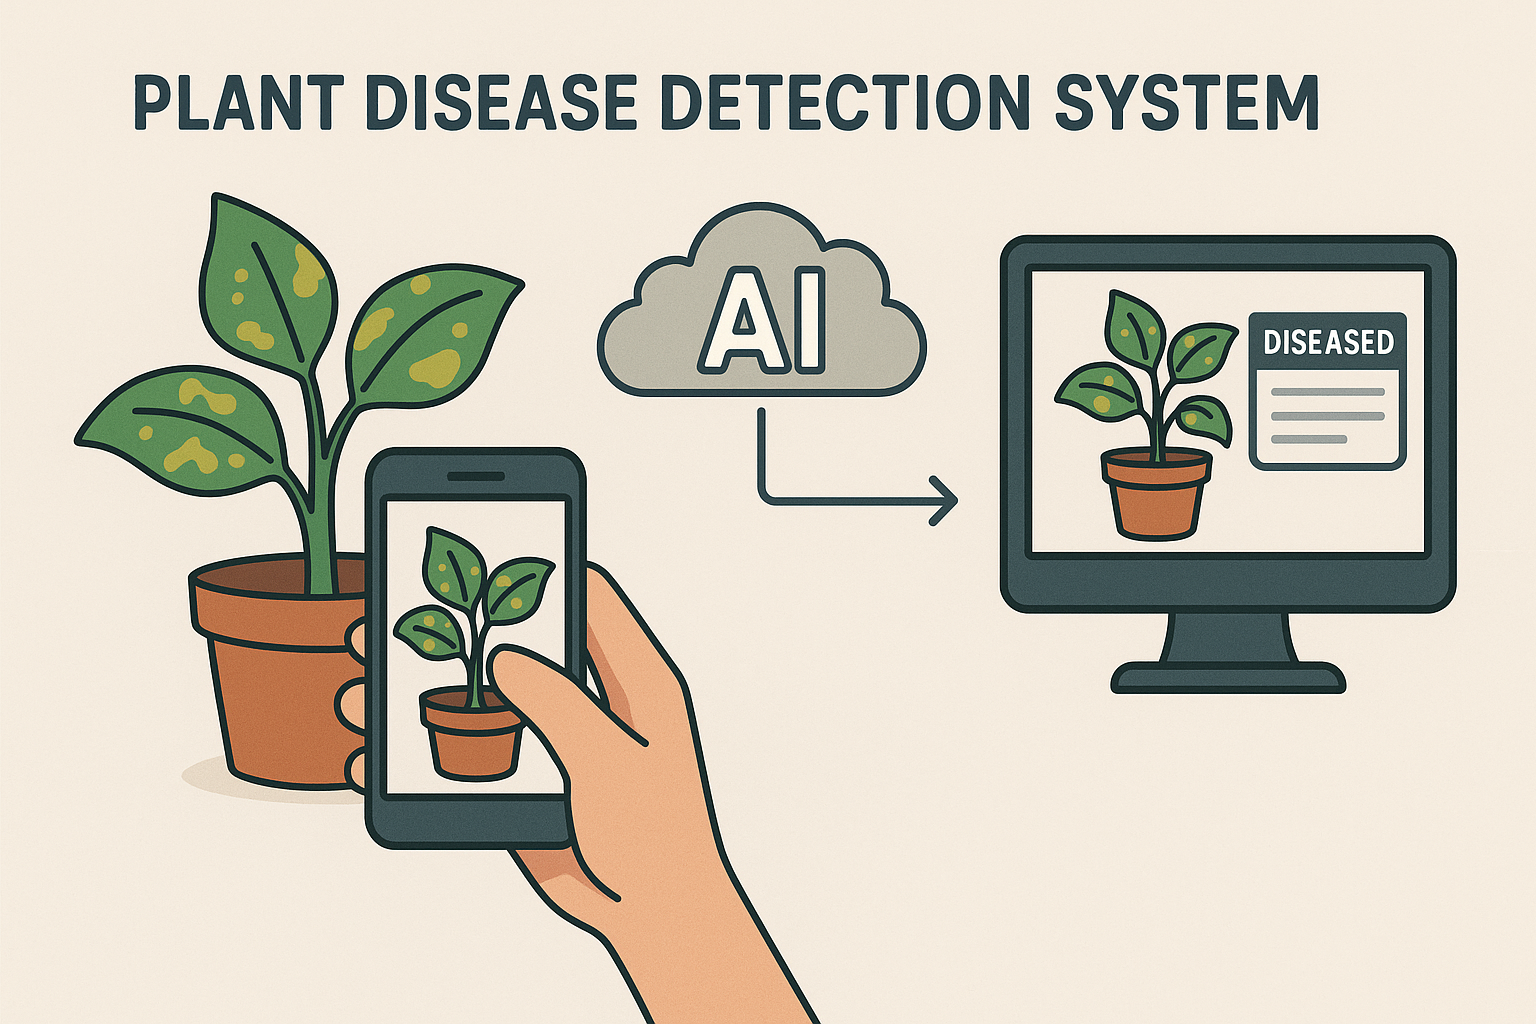 PLANT DISEASE DETECTION SYSTEM
AI
DISEASED